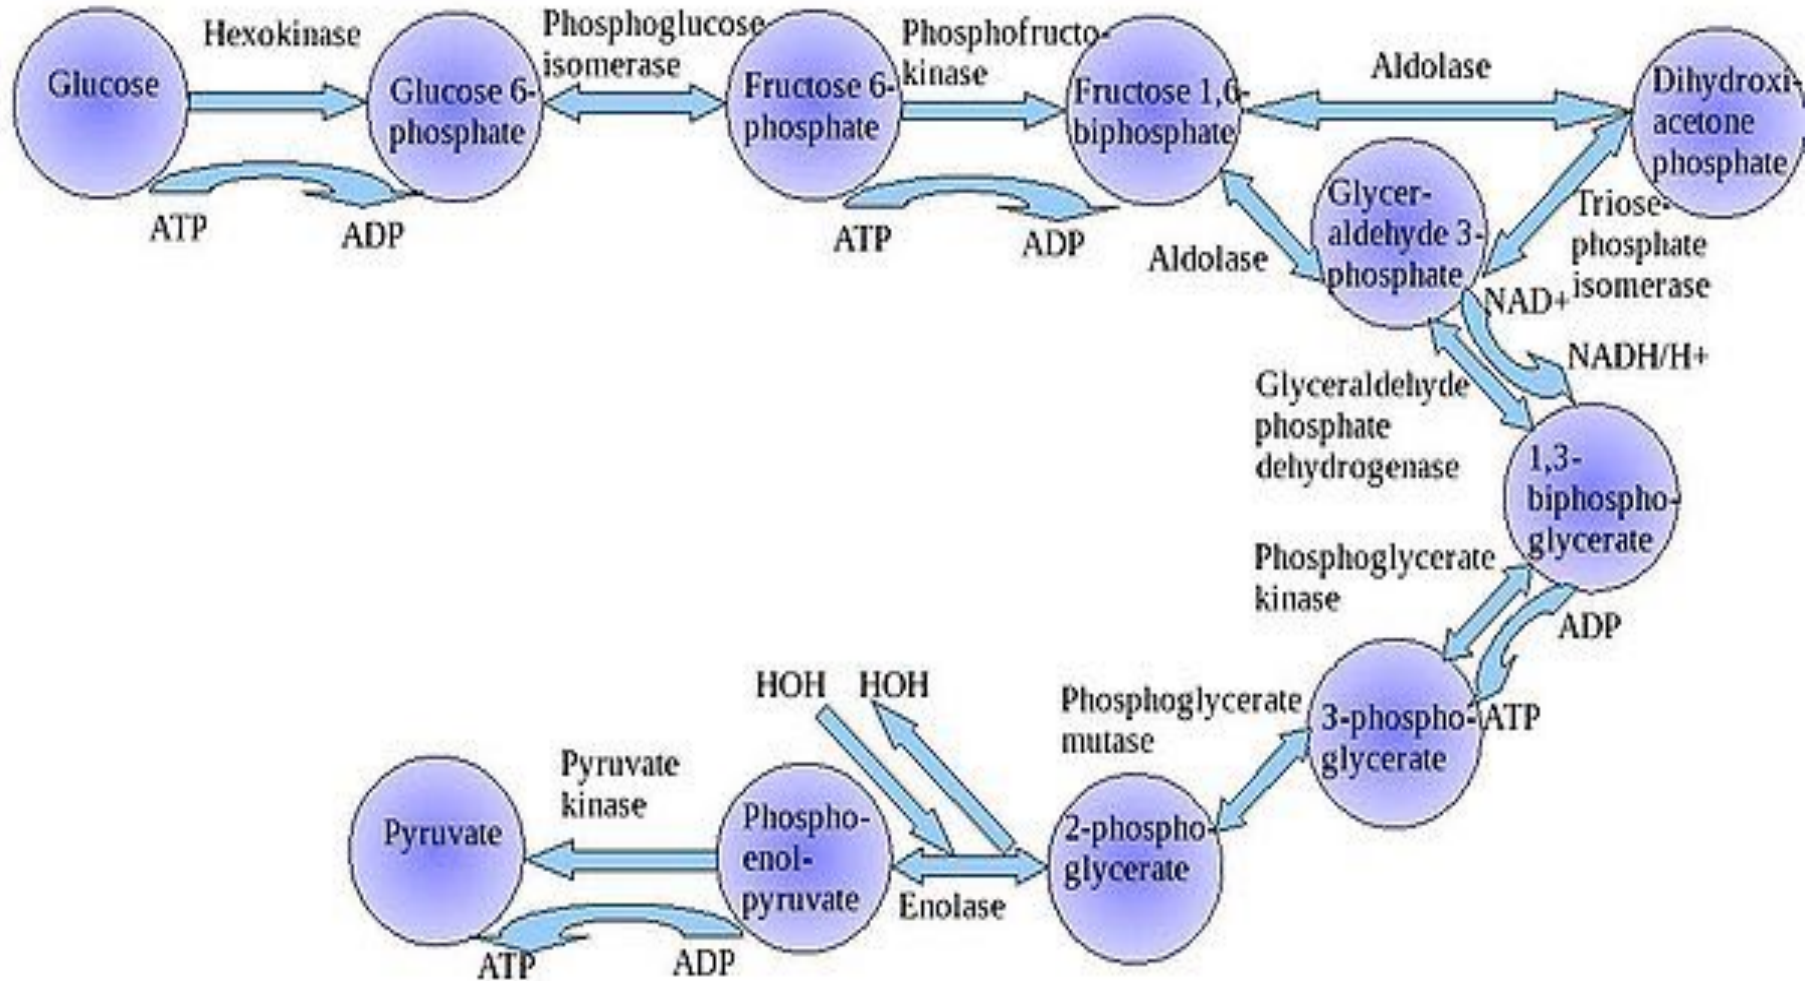 Glucose
Hexokinase
ATP
ADP
Glucose 6-
phosphate
Phosphoglucose
isomerase
Fructose 6-
phosphate
Phosphofructo-
kinase
ATP
ADP
Fructose 1,6-
biphosphate
Aldolase
Dihydroxi-
acetone
phosphate
Aldolase
Glycer-
aldehyde 3-
phosphate
Triose-
phosphate
isomerase
NAD+
NADH/H+
Glyceraldehyde
phosphate
dehydrogenase
1,3-
biphospho-
glycerate
Phosphoglycerate
kinase
ADP
ATP
3-phospho-
glycerate
Phosphoglycerate
mutase
2-phospho-
glycerate
HOH HOH
Enolase
Phospho-
enol-
pyruvate
Pyruvate
kinase
ADP
ATP
Pyruvate